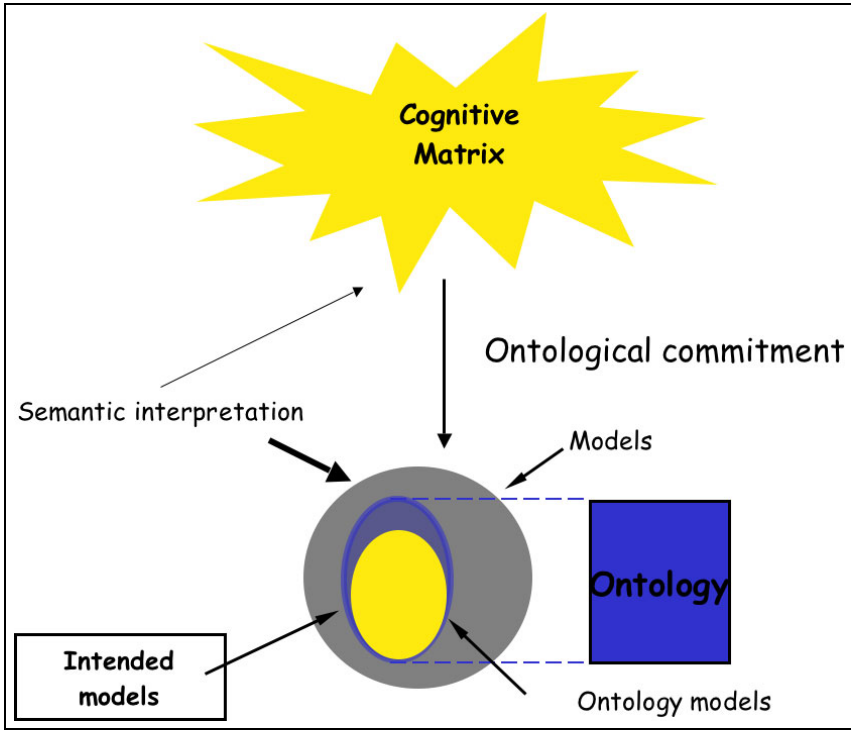 Cognitive
Matrix
Ontological commitment
Semantic interpretation
Models
Ontology
Intended
models
Ontology models